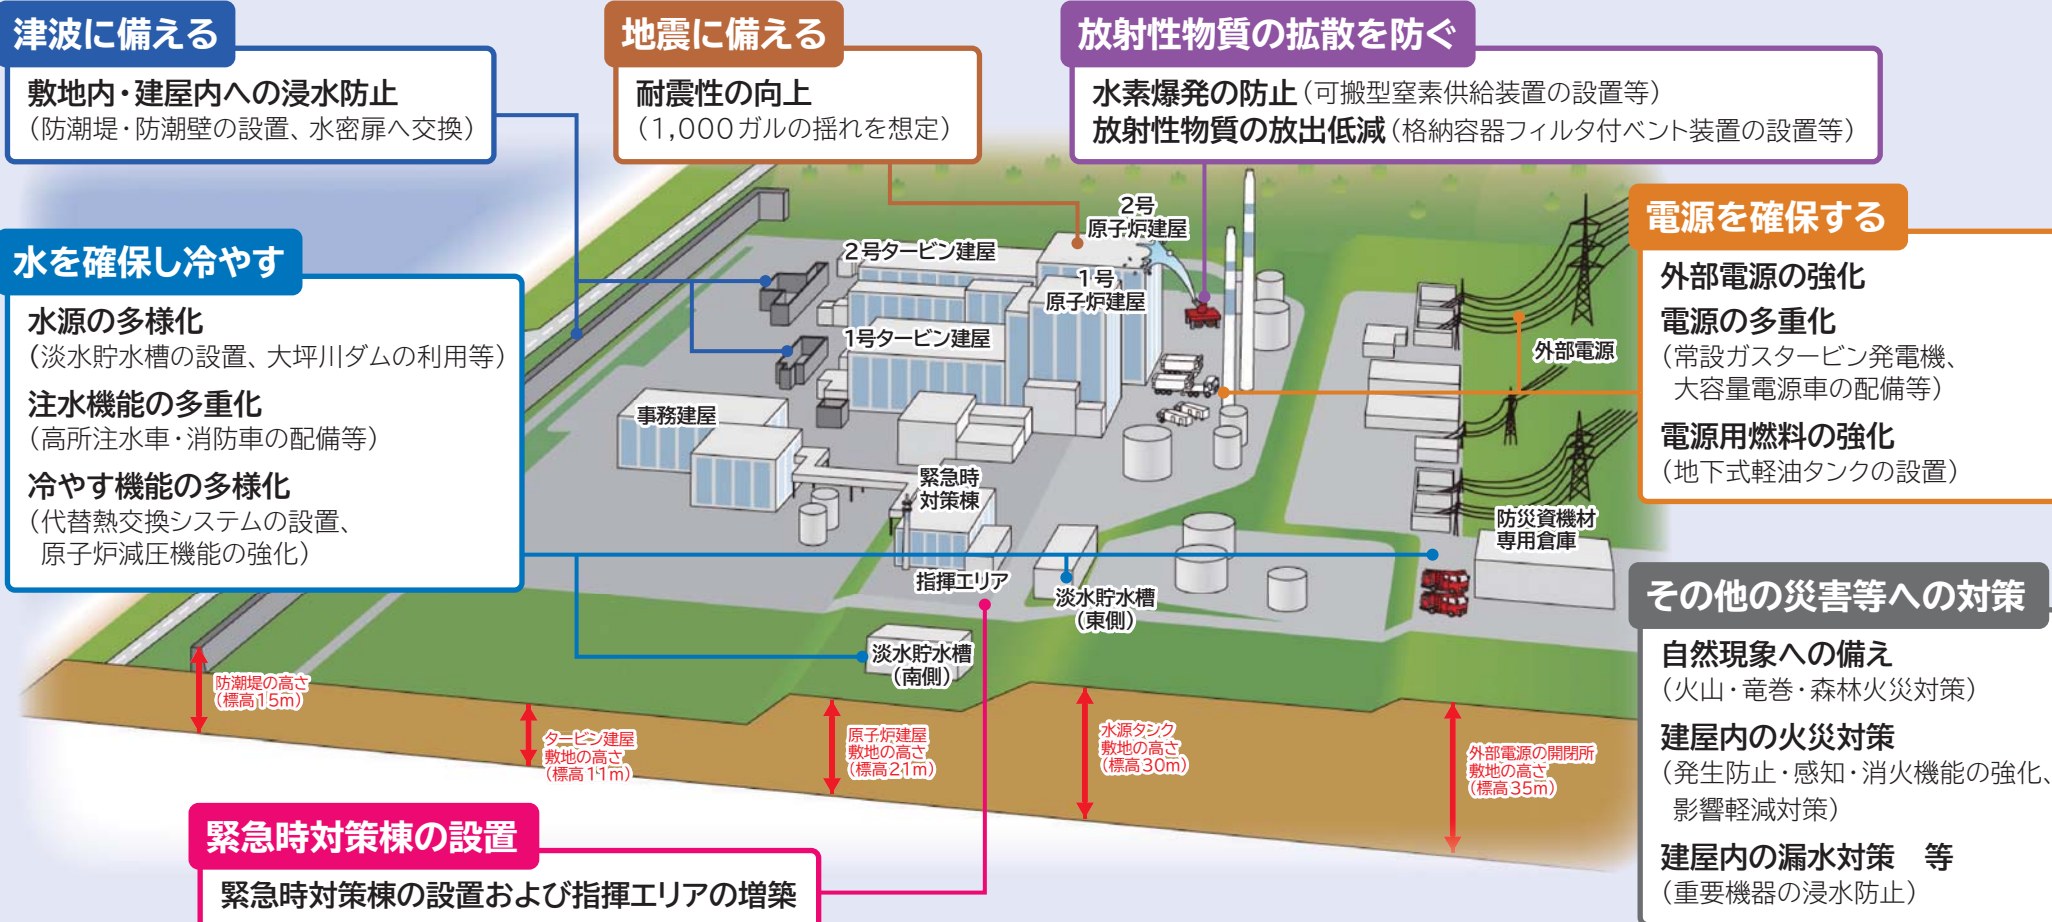 津波に備える
敷地内・建屋内への浸水防止
（防潮堤・防潮壁の設置、水密扉へ交換）
地震に備える
耐震性の向上
（1,000ガルの揺れを想定）
放射性物質の拡散を防ぐ
水素爆発の防止（可搬型窒素供給装置の設置等）
放射性物質の放出低減（格納容器フィルタ付ベント装置の設置等）
水を確保し冷やす
水源の多様化
（淡水貯水槽の設置、大坪川ダムの利用等）
注水機能の多重化
（高所注水車・消防車の配備等）
冷やす機能の多様化
（代替熱交換システムの設置、
原子炉減圧機能の強化）
電源を確保する
外部電源の強化
電源の多重化
（常設ガスタービン発電機、
大容量電源車の配備等）
電源用燃料の強化
（地下式軽油タンクの設置）
2号
原子炉建屋
2号タービン建屋
1号
原子炉建屋
1号タービン建屋
外部電源
事務建屋
緊急時
対策棟
防災資機材
専用倉庫
指揮エリア
淡水貯水槽
（東側）
淡水貯水槽
（南側）
防潮堤の高さ
（標高15m）
タービン建屋
敷地の高さ
（標高11m）
原子炉建屋
敷地の高さ
（標高21m）
水源タンク
敷地の高さ
（標高30m）
外部電源の開閉所
敷地の高さ
（標高35m）
その他の災害等への対策
自然現象への備え
（火山・竜巻・森林火災対策）
建屋内の火災対策
（発生防止・感知・消火機能の強化、
影響軽減対策）
建屋内の漏水対策　等
（重要機器の浸水防止）
緊急時対策棟の設置
緊急時対策棟の設置および指揮エリアの増築